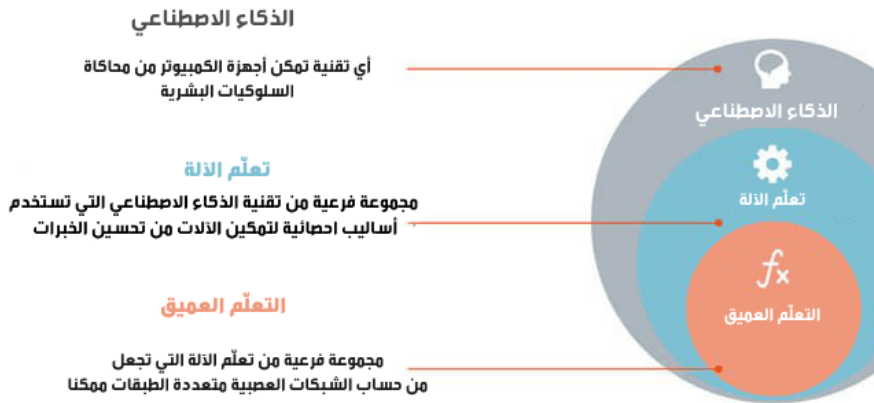 الذكاء الاصطناعي
أي تقنية تمكن أجهزة الكمبيوتر من محاكاة
السلوكيات البشرية
تعلّم الآلة
مجموعة فرعية من تقنية الذكاء الاصطناعي التي تستخدم
أساليب احصائية لتمكين الآلات من تحسين الخبرات
التعلّم العميق
مجموعة فرعية من تعلّم الآلة التي تجعل
من حساب الشبكات العصبية متعددة الطبقات ممكنا
الذكاء الاصطناعي
تعلّم الآلة
fx
التعلّم العميق